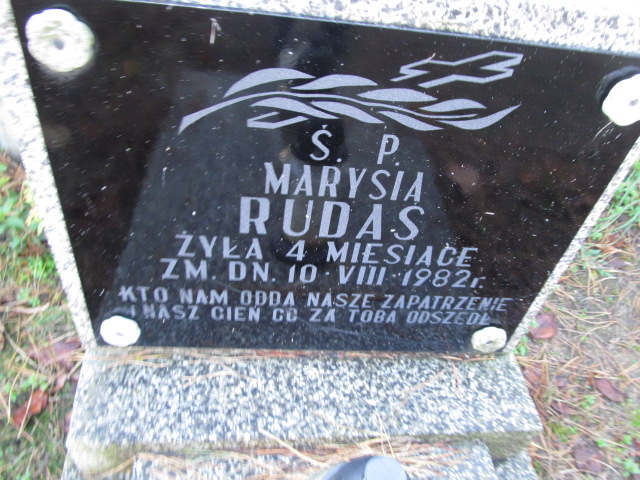 Ś. P.
MARYSIA
RUDAŚ
ŻYŁA 4 MIESIĄCE
ZM. DN. 10 VIII 1982r.
KTO NAM ODDA NASZE ZAPATRZENIE
I NASZ CIEŃ CO ZA TOBĄ ODSZEDŁ